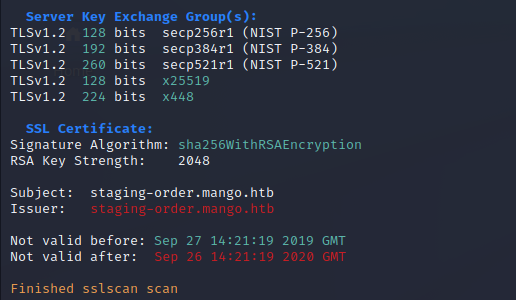 Server Key Exchange Group(s):
TLSv1.2 128 bits secp256r1 (NIST P-256)
TLSv1.2 192 bits secp384r1 (NIST P-384)
TLSv1.2 260 bits secp521r1 (NIST P-521)
TLSv1.2 128 bits x25519
TLSv1.2 224 bits x448
SSL Certificate:
Signature Algorithm: sha256WithRSAEncryption
RSA Key Strength: 2048
Subject: staging-order.mango.htb
Issuer: staging-order.mango.htb
Not valid before: Sep 27 14:21:19 2019 GMT
Not valid after: Sep 26 14:21:19 2020 GMT
Finished sslscan scan